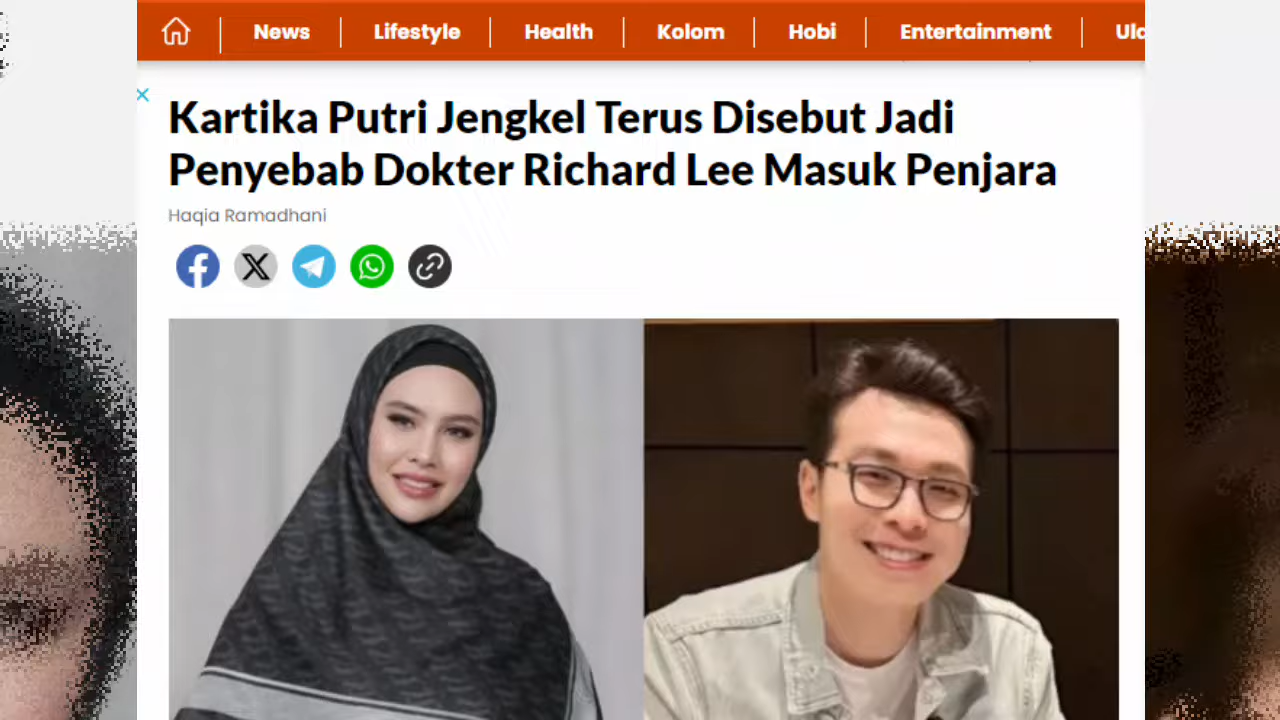 News Lifestyle Health Kolom Hobi Entertainment
Kartika Putri Jengkel Terus Disebut Jadi
Penyebab Dokter Richard Lee Masuk Penjara
Haqia Ramadhani